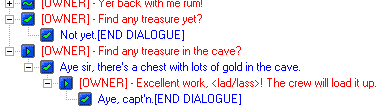 [OWNER] - Yer back with me rum!
[OWNER] - Find any treasure yet?
Not yet.[END DIALOGUE]
[OWNER] - Find any treasure in the cave?
Aye sir, there's a chest with lots of gold in the cave.
[OWNER] - Excellent work, <lad/lass>! The crew will load it up.
Aye, capt'n.[END DIALOGUE]